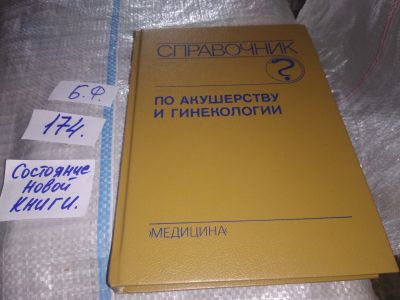 СПРАВОЧНИК
?
ПО АКУШЕРСТВУ
И ГИНЕКОЛОГИИ
»МЕДИЦИНА«
Б.Ф.
174.
Состояние
новой
книги.